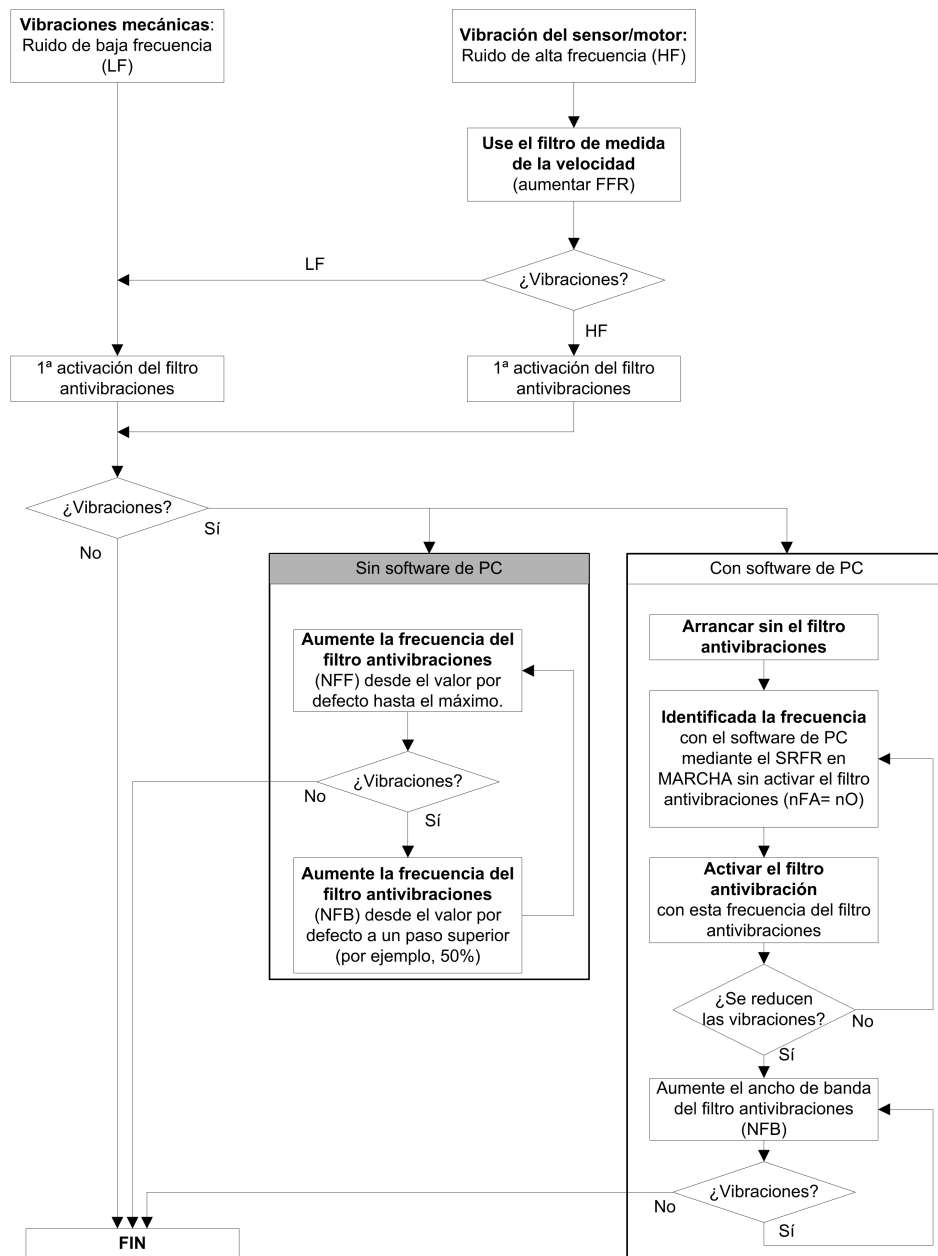 Vibraciones mecánicas:
Ruido de baja frecuencia
(LF)
Vibración del sensor/motor:
Ruido de alta frecuencia (HF)
Use el filtro de medida
de la velocidad
(aumentar FFR)
LF
¿Vibraciones?
HF
1ª activación del filtro
antivibraciones
1ª activación del filtro
antivibraciones
¿Vibraciones?
Sí
No
Sin software de PC
Aumente la frecuencia del
filtro antivibraciones
(NFF) desde el valor por
defecto hasta el máximo.
¿Vibraciones?
No
Sí
Aumente la frecuencia del
filtro antivibraciones
(NFB) desde el valor por
defecto a un paso superior
(por ejemplo, 50%)
Con software de PC
Arrancar sin el filtro
antivibraciones
Identificada la frecuencia
con el software de PC
mediante el SRFR en
MARCHA sin activar el filtro
antivibraciones (nFA= nO)
Activar el filtro
antivibración
con esta frecuencia del filtro
antivibraciones
¿Se reducen
las vibraciones?
No
Sí
Aumente el ancho de banda
del filtro antivibraciones
(NFB)
¿Vibraciones?
No
Sí
FIN